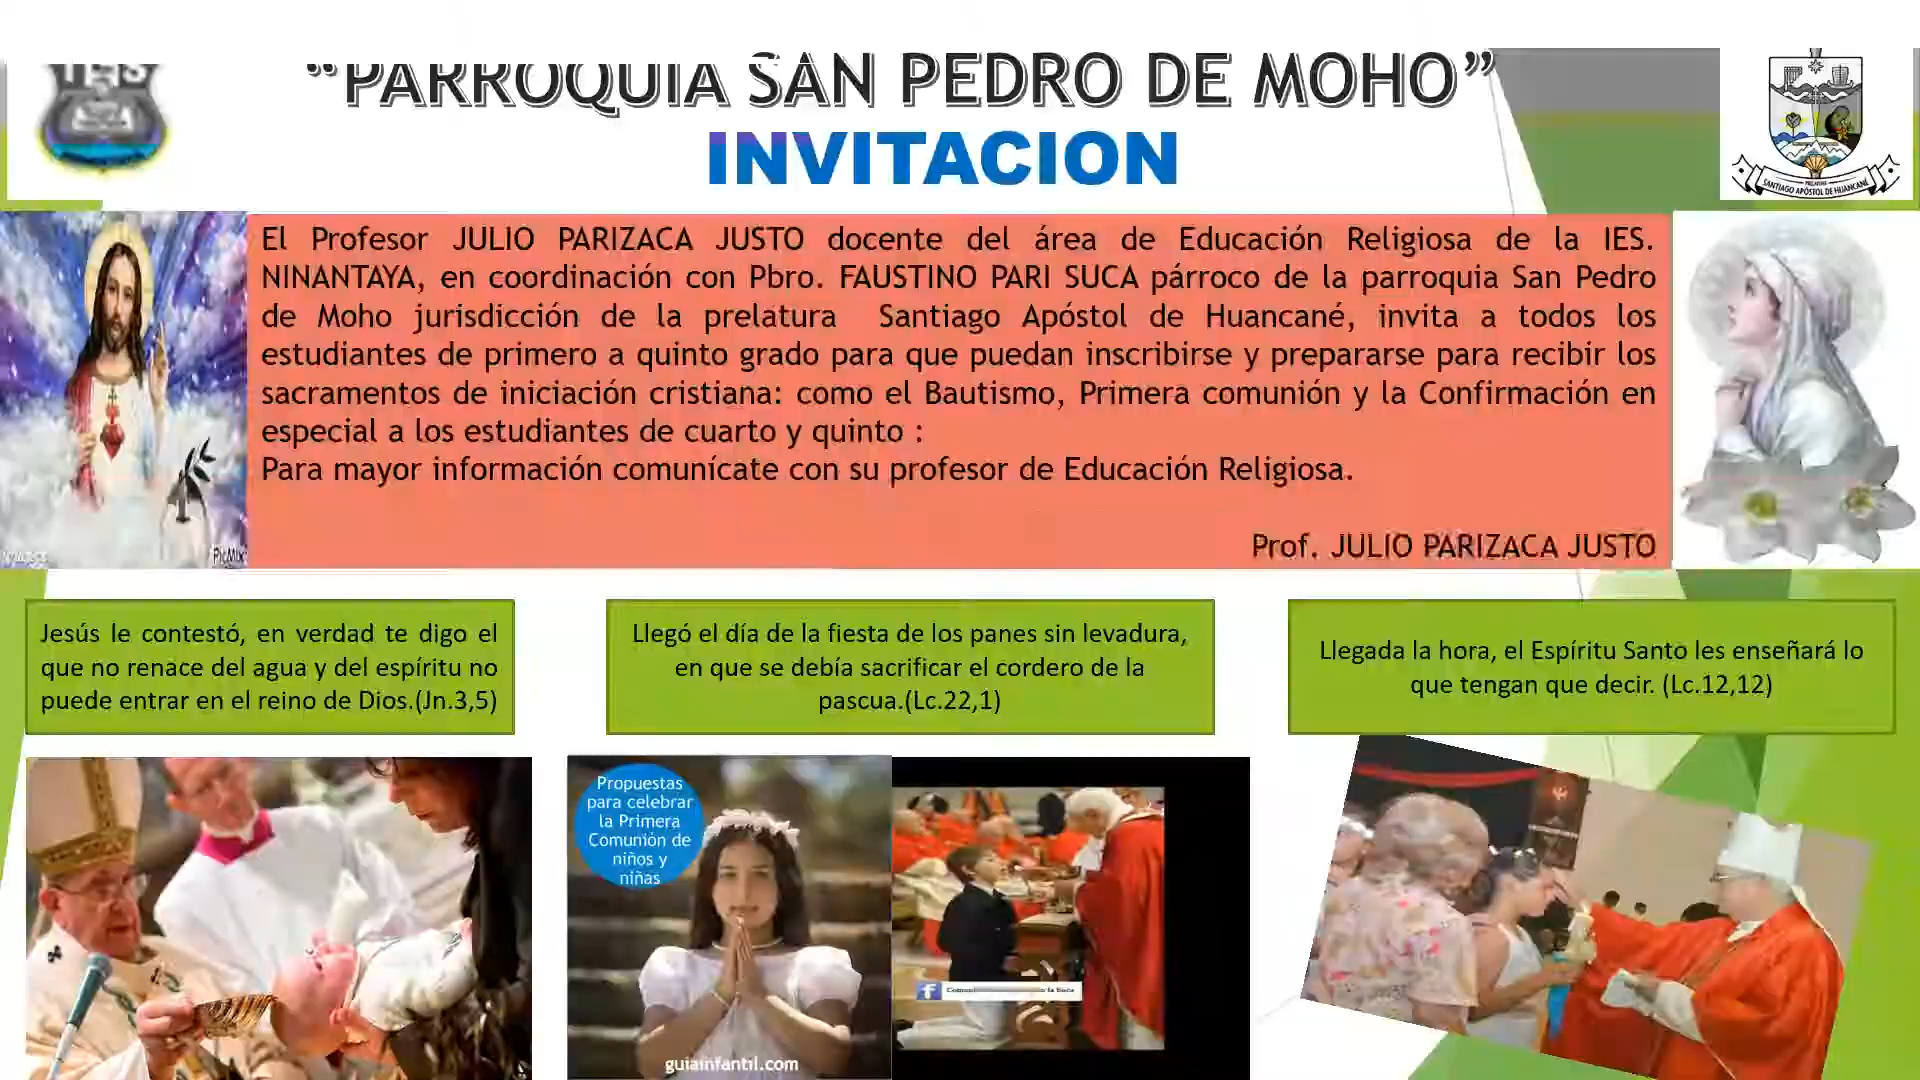 “PARROQUIA SAN PEDRO DE MOHO”
INVITACION
PRELATURA
SANTIAGO APÓSTOL DE HUANCANÉ
El Profesor JULIO PARIZACA JUSTO docente del área de Educación Religiosa de la IES.
NINANTAYA, en coordinación con Pbro. FAUSTINO PARI SUCA párroco de la parroquia San Pedro
de Moho jurisdicción de la prelatura Santiago Apóstol de Huancané, invita a todos los
estudiantes de primero a quinto grado para que puedan inscribirse y prepararse para recibir los
sacramentos de iniciación cristiana: como el Bautismo, Primera comunión y la Confirmación en
especial a los estudiantes de cuarto y quinto :
Para mayor información comunícate con su profesor de Educación Religiosa.
Prof. JULIO PARIZACA JUSTO
PicMix
Jesús le contestó, en verdad te digo el
que no renace del agua y del espíritu no
puede entrar en el reino de Dios.(Jn.3,5)
Llegó el día de la fiesta de los panes sin levadura,
en que se debía sacrificar el cordero de la
pascua.(Lc.22,1)
Llegada la hora, el Espíritu Santo les enseñará lo
que tengan que decir. (Lc.12,12)
Propuestas
para celebrar
la Primera
Comunión de
niños y
niñas
guiainfantil.com